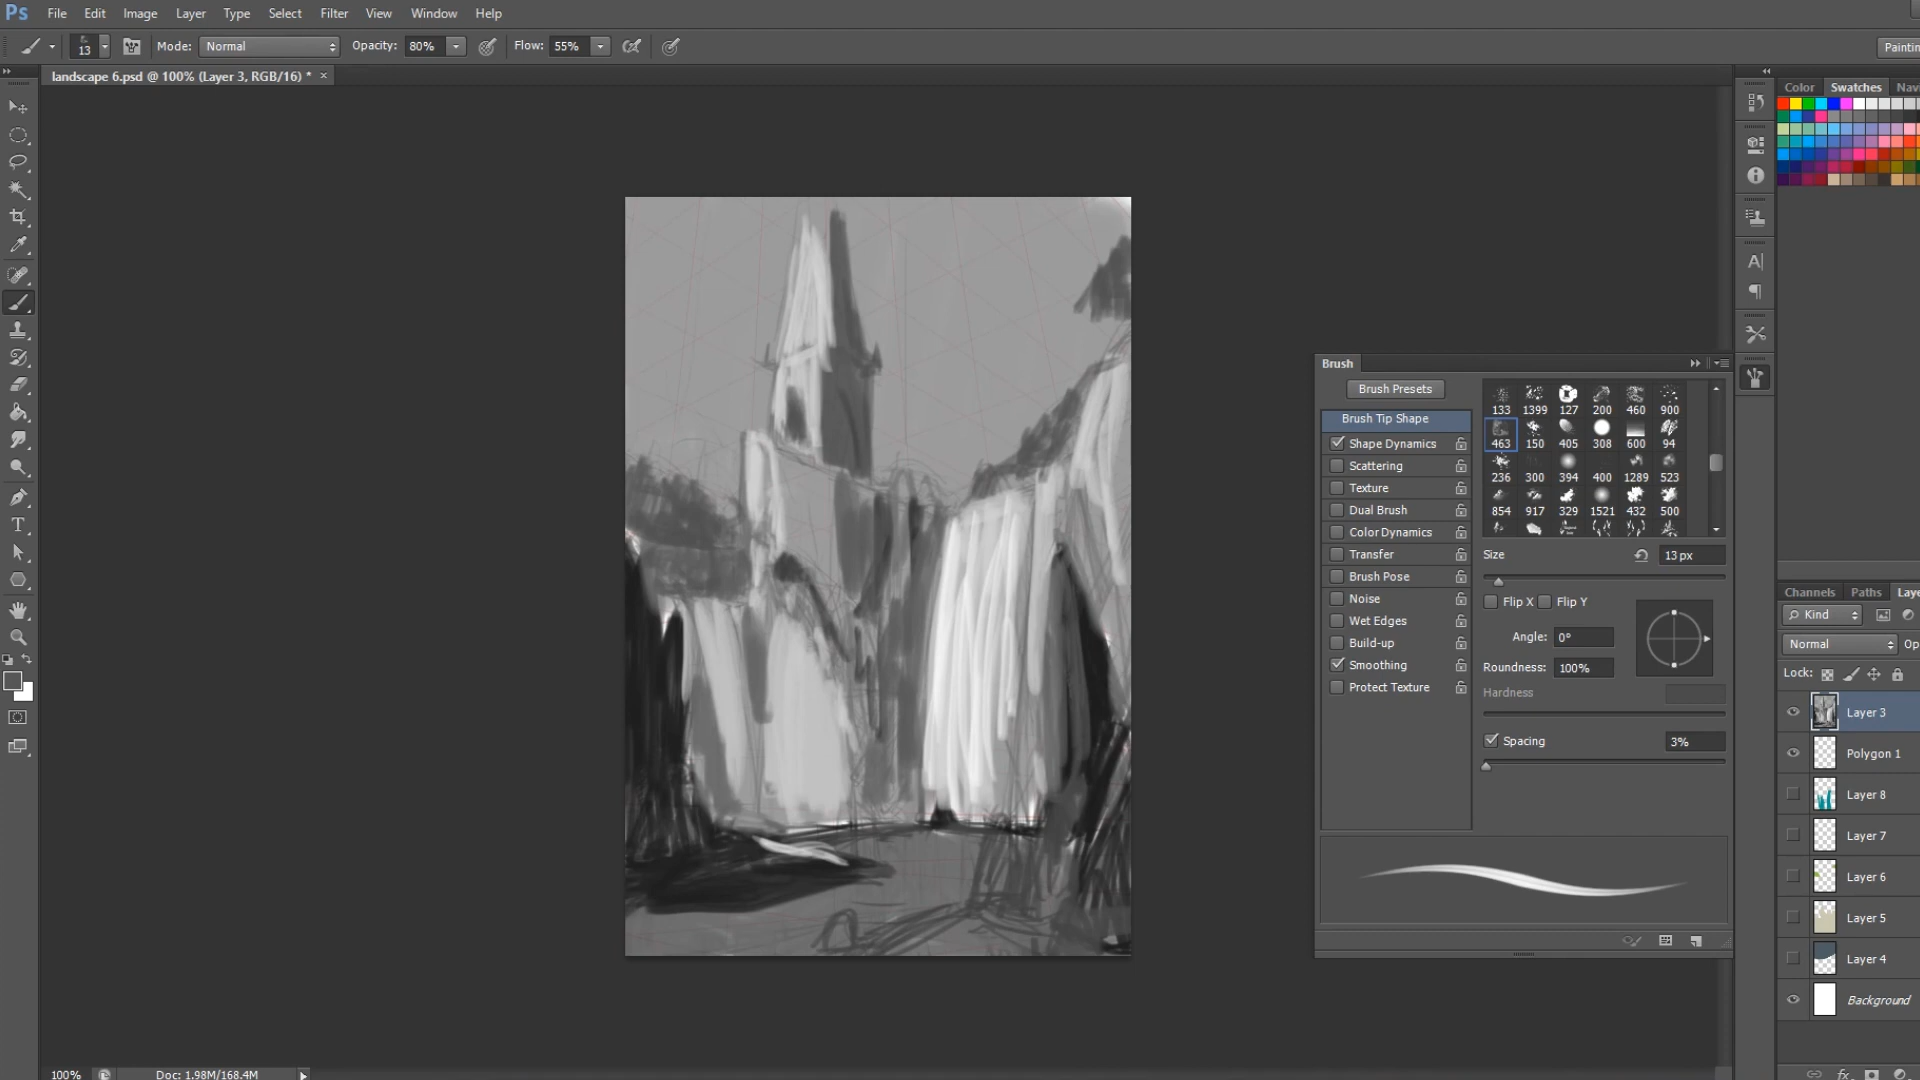 Ps File Edit Image Layer Type Select Filter View Window Help
13 Mode: Normal Opacity: 80% Flow: 55%
landscape 6.psd @ 100% (Layer 3, RGB/16) * ×
Color Swatches
Brush
Brush Presets
Brush Tip Shape
Shape Dynamics
Scattering
Texture
Dual Brush
Color Dynamics
Transfer
Brush Pose
Noise
Wet Edges
Build-up
Smoothing
Protect Texture
133 1399 127 200 460 900
463 150 405 308 600 94
236 300 394 400 1289 523
854 917 329 1521 432 500
Size 13 px
Flip X Flip Y
Angle: 0°
Roundness: 100%
Hardness
Spacing 3%
Channels Paths
Kind
Normal
Lock:
Layer 3
Polygon 1
Layer 8
Layer 7
Layer 6
Layer 5
Layer 4
Background
fx
100% Doc: 1.98M/168.4M